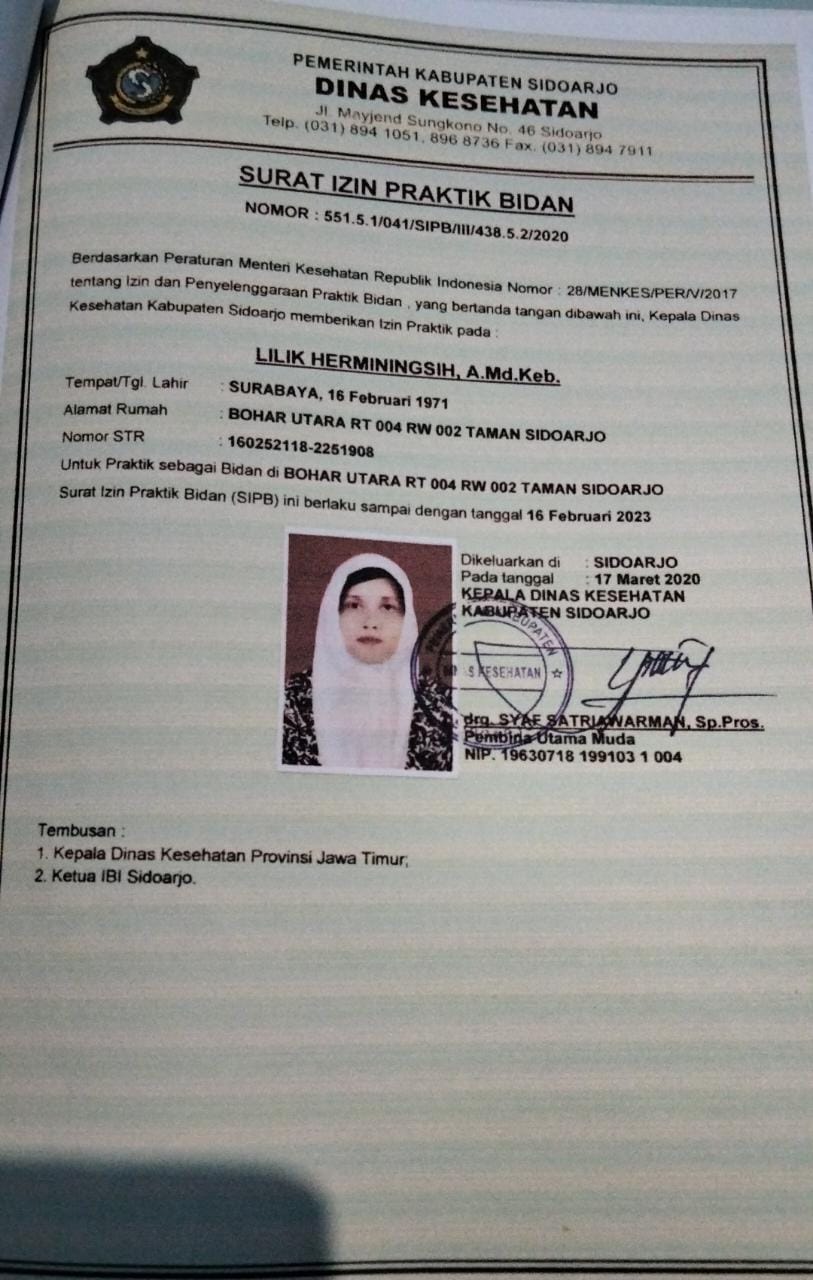 PEMERINTAH KABUPATEN SIDOARJO
DINAS KESEHATAN
Jl. Mayjend Sungkono No. 46 Sidoarjo
Telp. (031) 894 1051, 896 8736 Fax. (031) 894 7911
SURAT IZIN PRAKTIK BIDAN
NOMOR : 551.5.1/041/SIPB/III/438.5.2/2020
Berdasarkan Peraturan Menteri Kesehatan Republik Indonesia Nomor : 28/MENKES/PER/V/2017
tentang Izin dan Penyelenggaraan Praktik Bidan , yang bertanda tangan dibawah ini, Kepala Dinas
Kesehatan Kabupaten Sidoarjo memberikan Izin Praktik pada :
LILIK HERMININGSIH, A.Md.Keb.
Tempat/Tgl. Lahir : SURABAYA, 16 Februari 1971
Alamat Rumah : BOHAR UTARA RT 004 RW 002 TAMAN SIDOARJO
Nomor STR : 160252118-2251908
Untuk Praktik sebagai Bidan di BOHAR UTARA RT 004 RW 002 TAMAN SIDOARJO
Surat Izin Praktik Bidan (SIPB) ini berlaku sampai dengan tanggal 16 Februari 2023
Dikeluarkan di : SIDOARJO
Pada tanggal : 17 Maret 2020
KEPALA DINAS KESEHATAN
KABUPATEN SIDOARJO
KABUPATEN
KESEHATAN
drg. SYAF SATRIAWARMAN, Sp.Pros.
Pembina Utama Muda
NIP. 19630718 199103 1 004
Tembusan :
1. Kepala Dinas Kesehatan Provinsi Jawa Timur;
2. Ketua IBI Sidoarjo.